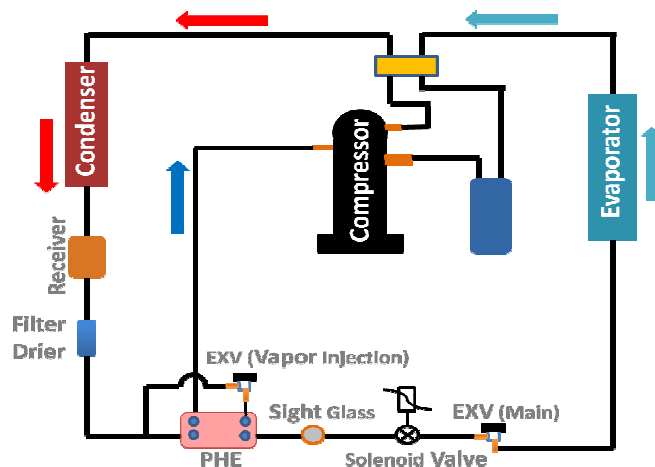 Condenser
Compressor
Evaporator
Receiver
Filter
Drier
EXV (Vapor Injection)
Sight Glass
EXV (Main)
PHE
Solenoid Valve